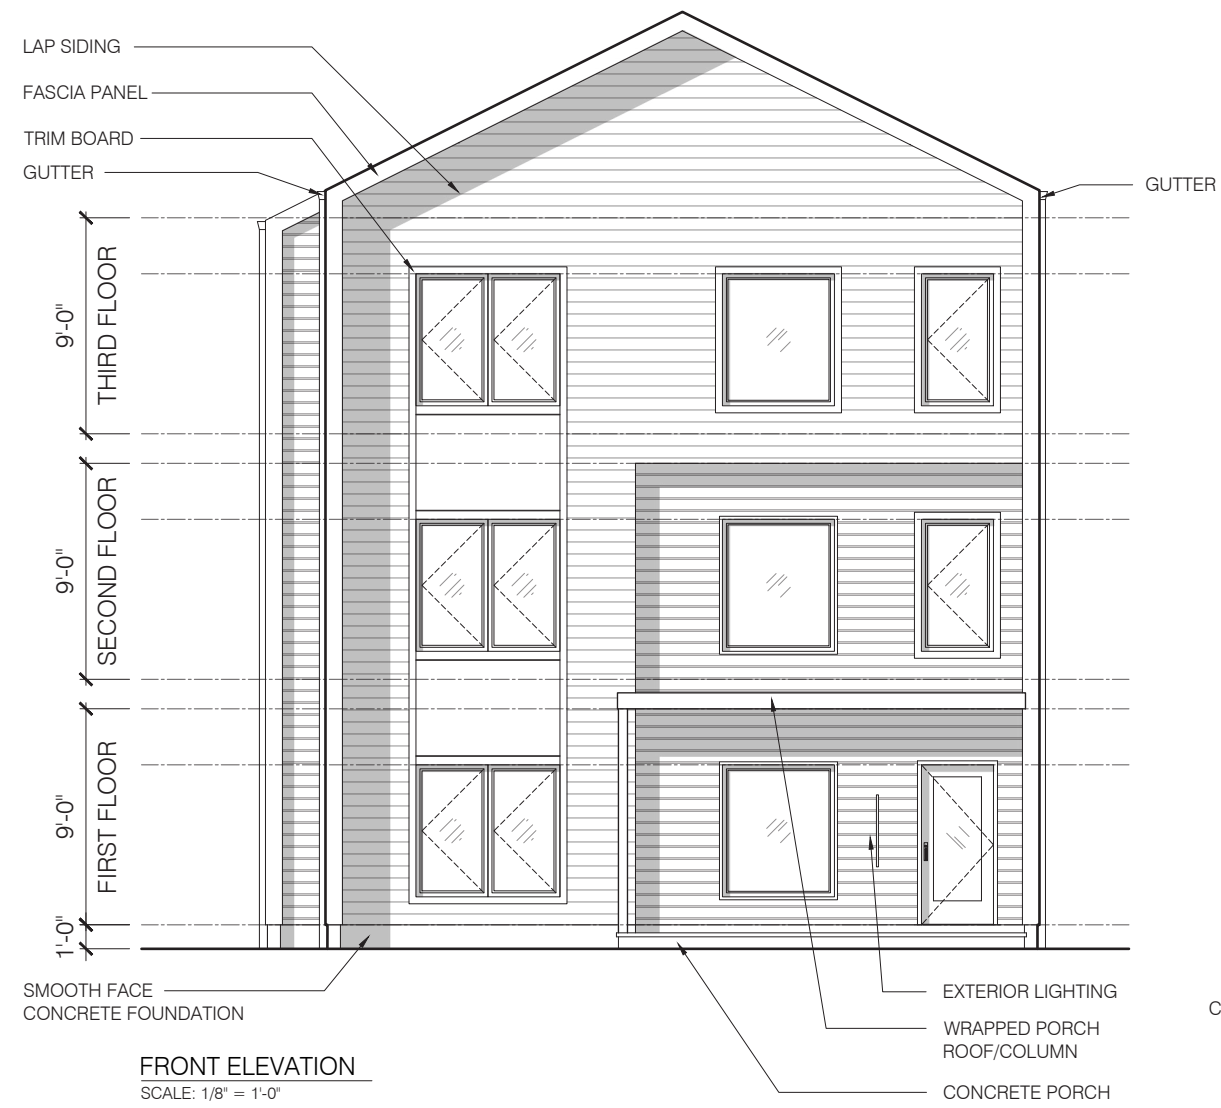 LAP SIDING
FASCIA PANEL
TRIM BOARD
GUTTER
GUTTER
9'-0"
THIRD FLOOR
9'-0"
SECOND FLOOR
9'-0"
FIRST FLOOR
1'-0"
SMOOTH FACE
CONCRETE FOUNDATION
EXTERIOR LIGHTING
C
WRAPPED PORCH
ROOF/COLUMN
CONCRETE PORCH
FRONT ELEVATION
SCALE: 1/8" = 1'-0"